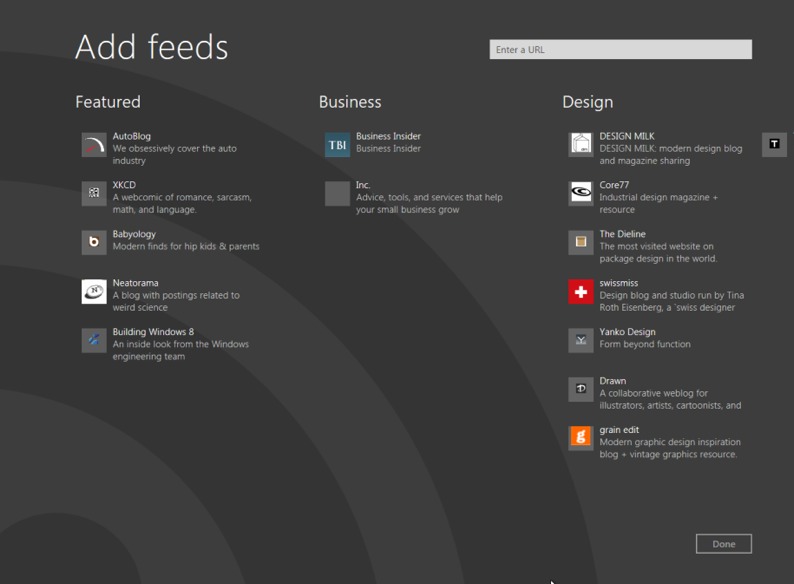 Add feeds
Enter a URL
Featured
AutoBlog
We obsessively cover the auto
industry
XKCD
A webcomic of romance, sarcasm,
math, and language.
Babyology
Modern finds for hip kids & parents
Neatorama
A blog with postings related to
weird science
Building Windows 8
An inside look from the Windows
engineering team
Business
TBI
Business Insider
Business Insider
Inc.
Advice, tools, and services that help
your small business grow
Design
DESIGN MILK
DESIGN MILK: modern design blog
and magazine sharing
Core77
Industrial design magazine +
resource
The Dieline
The most visited website on
package design in the world.
swissmiss
Design blog and studio run by Tina
Roth Eisenberg, a `swiss designer
Yanko Design
Form beyond function
D
Drawn
A collaborative weblog for
illustrators, artists, cartoonists, and
g
grain edit
Modern graphic design inspiration
blog + vintage graphics resource.
T
Done